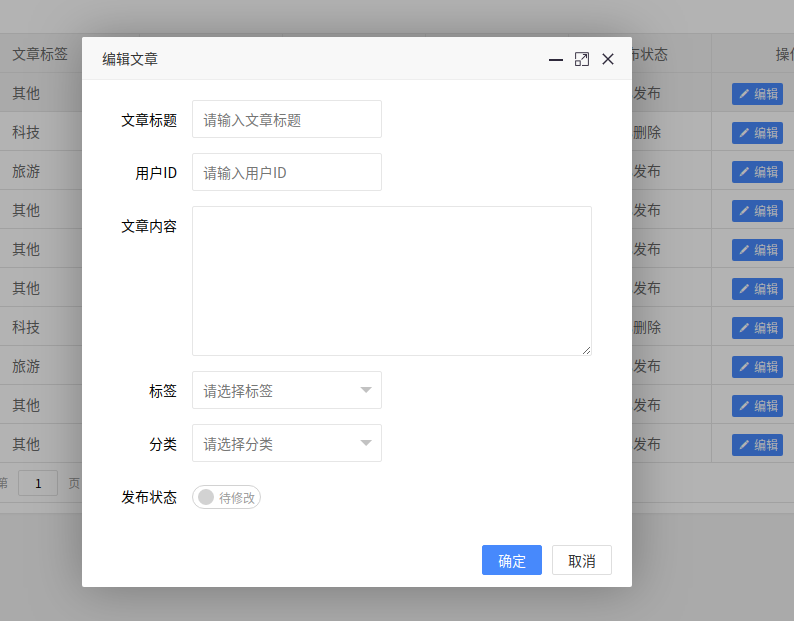 文章标签 布状态 操作
编辑文章
其他 发布 编辑
科技 删除 编辑
旅游 发布 编辑
其他 发布 编辑
其他 发布 编辑
其他 发布 编辑
科技 删除 编辑
旅游 发布 编辑
其他 发布 编辑
其他 发布 编辑
第 1 页
文章标题 请输入文章标题
用户ID 请输入用户ID
文章内容
标签 请选择标签
分类 请选择分类
发布状态 待修改
确定 取消